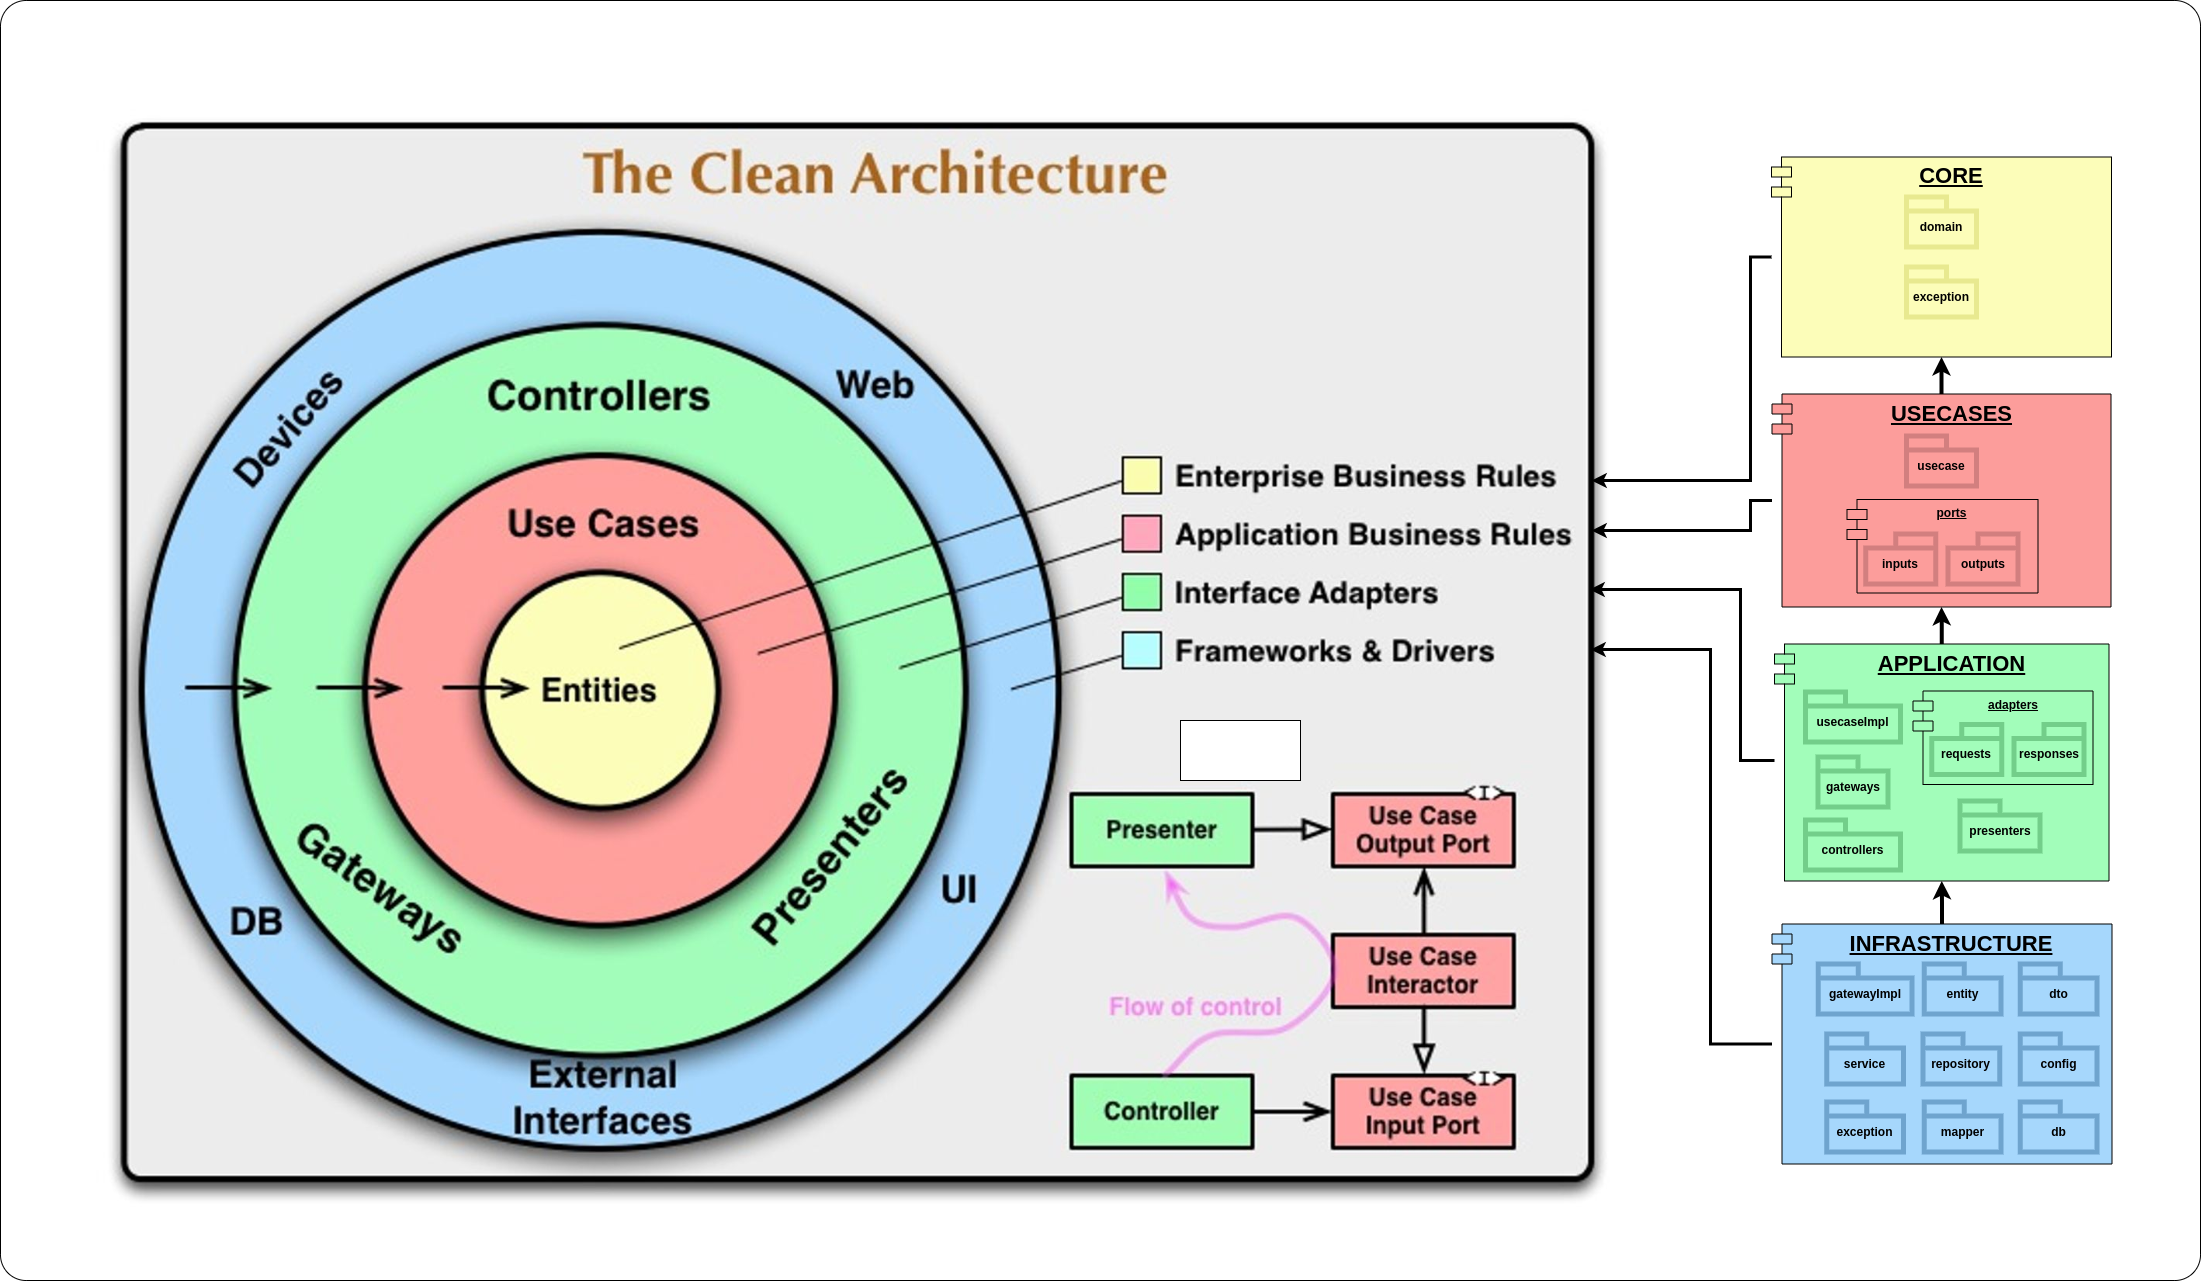 The Clean Architecture
Devices
Web
Controllers
Use Cases
Entities
Gateways
Presenters
DB
UI
External
Interfaces
Enterprise Business Rules
Application Business Rules
Interface Adapters
Frameworks & Drivers
Presenter
<I>
Use Case
Output Port
Use Case
Interactor
Flow of control
Controller
<I>
Use Case
Input Port
CORE
domain
exception
USECASES
usecase
ports
inputs
outputs
APPLICATION
usecaseImpl
adapters
requests
responses
gateways
controllers
presenters
INFRASTRUCTURE
gatewayImpl
entity
dto
service
repository
config
exception
mapper
db